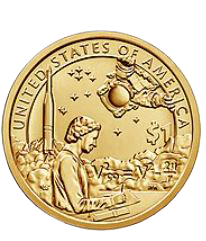 UNITED STATES OF AMERICA
$1